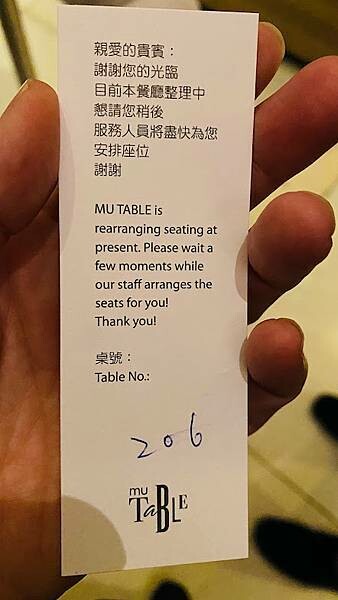 親愛的貴賓：
謝謝您的光臨
目前本餐廳整理中
懇請您稍後
服務人員將盡快為您
安排座位
謝謝
MU TABLE is
rearranging seating at
present. Please wait a
few moments while
our staff arranges the
seats for you!
Thank you!
桌號：
Table No.:
206
mu
TaBLE